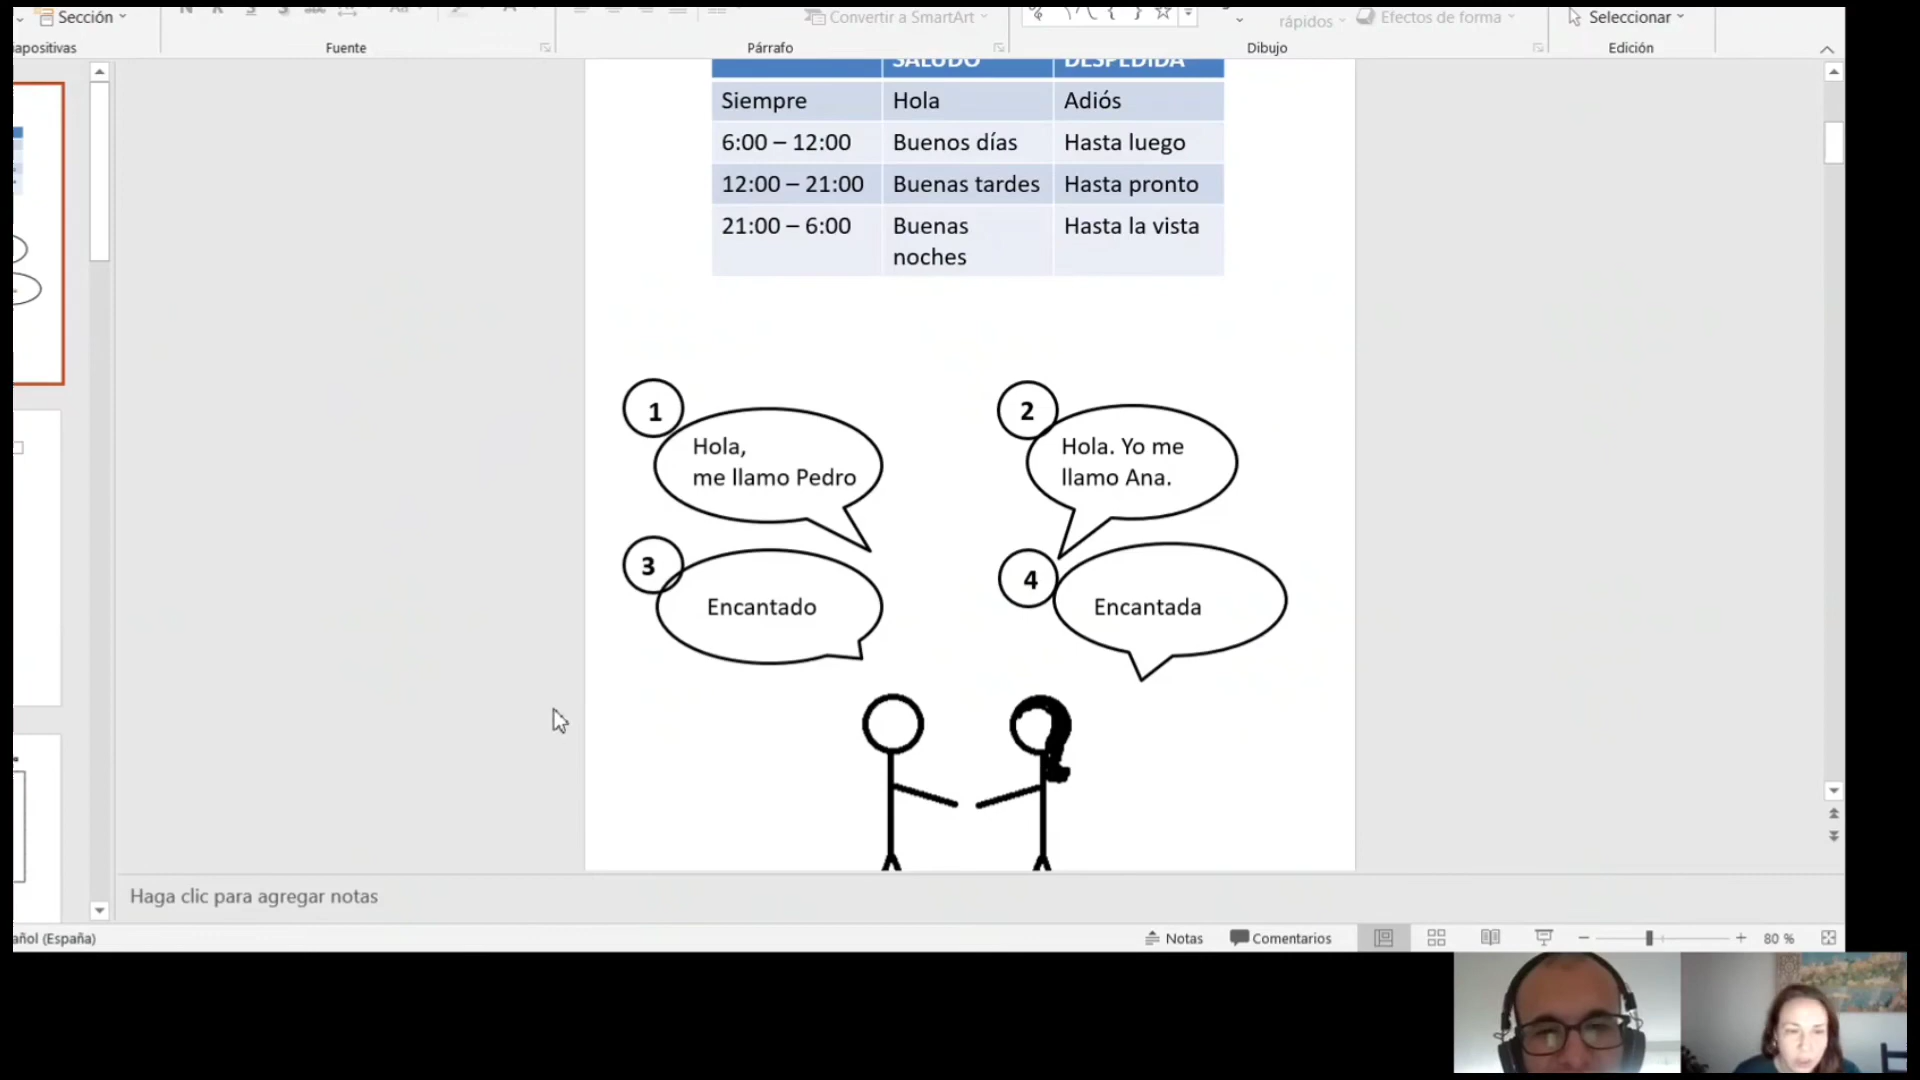 Sección
Convertir a SmartArt
rápidos
Efectos de forma
Seleccionar
iapositivas
Fuente
Párrafo
Dibujo
Edición
SALUDO DESPEDIDA
Siempre Hola Adiós
6:00 – 12:00 Buenos días Hasta luego
12:00 – 21:00 Buenas tardes Hasta pronto
21:00 – 6:00 Buenas Hasta la vista
noches
1
Hola,
me llamo Pedro
2
Hola. Yo me
llamo Ana.
3
Encantado
4
Encantada
Haga clic para agregar notas
añol (España)
Notas
Comentarios
80 %